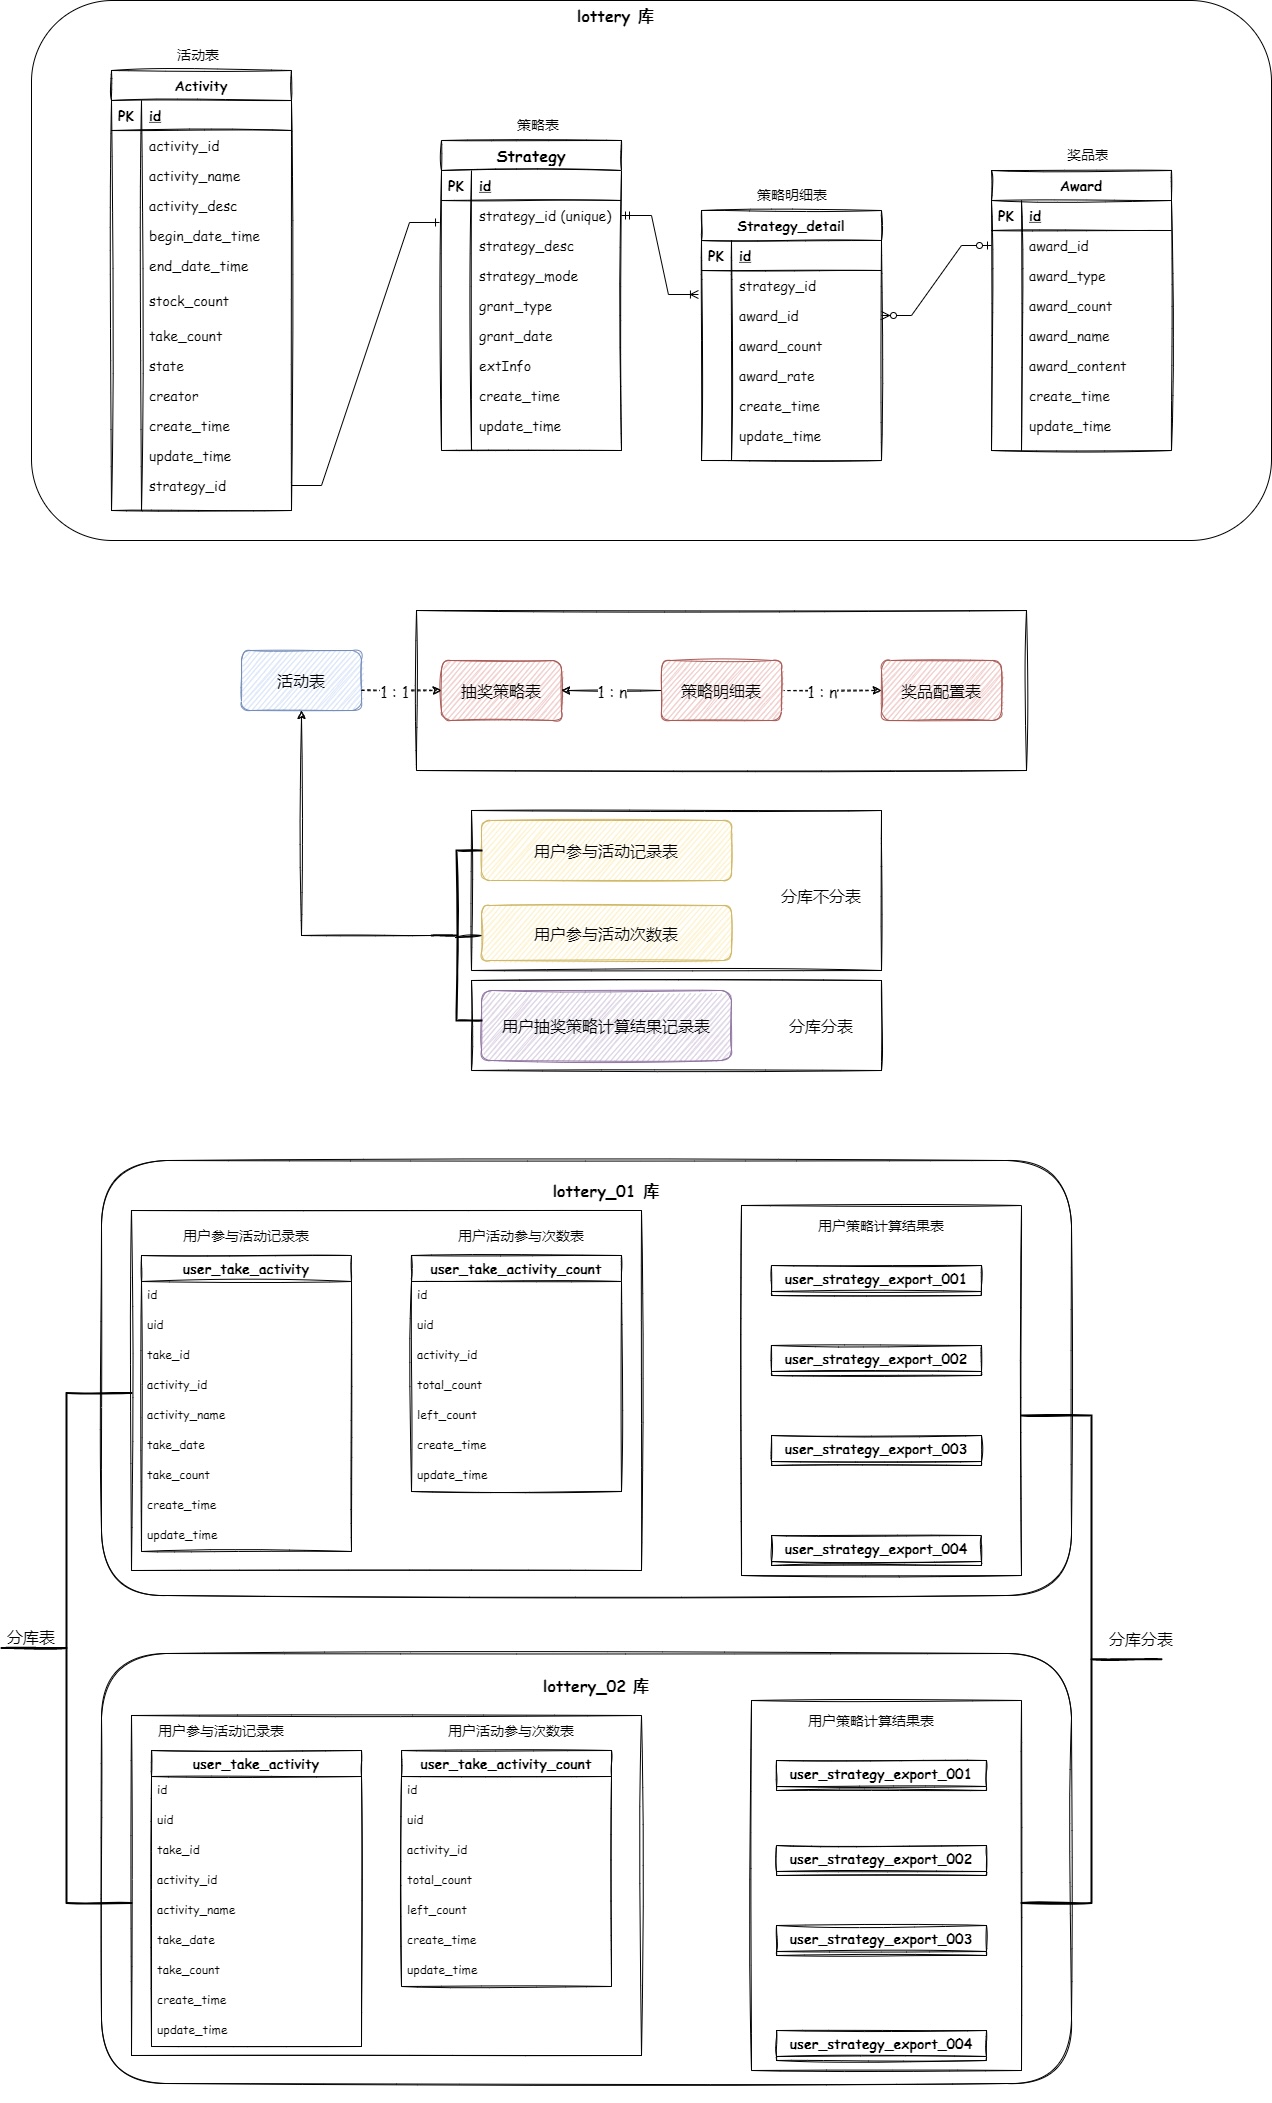 lottery 库
活动表
Activity
PK id
activity_id
activity_name
activity_desc
begin_date_time
end_date_time
stock_count
take_count
state
creator
create_time
update_time
strategy_id
策略表
Strategy
PK id
strategy_id (unique)
strategy_desc
strategy_mode
grant_type
grant_date
extInfo
create_time
update_time
策略明细表
Strategy_detail
PK id
strategy_id
award_id
award_count
award_rate
create_time
update_time
奖品表
Award
PK id
award_id
award_type
award_count
award_name
award_content
create_time
update_time
活动表
1 : 1
抽奖策略表
1 : n
策略明细表
1 : n
奖品配置表
用户参与活动记录表
用户参与活动次数表
分库不分表
用户抽奖策略计算结果记录表
分库分表
lottery_01 库
用户参与活动记录表
user_take_activity
id
uid
take_id
activity_id
activity_name
take_date
take_count
create_time
update_time
用户活动参与次数表
user_take_activity_count
id
uid
activity_id
total_count
left_count
create_time
update_time
用户策略计算结果表
user_strategy_export_001
user_strategy_export_002
user_strategy_export_003
user_strategy_export_004
分库表
分库分表
lottery_02 库
用户参与活动记录表
user_take_activity
id
uid
take_id
activity_id
activity_name
take_date
take_count
create_time
update_time
用户活动参与次数表
user_take_activity_count
id
uid
activity_id
total_count
left_count
create_time
update_time
用户策略计算结果表
user_strategy_export_001
user_strategy_export_002
user_strategy_export_003
user_strategy_export_004